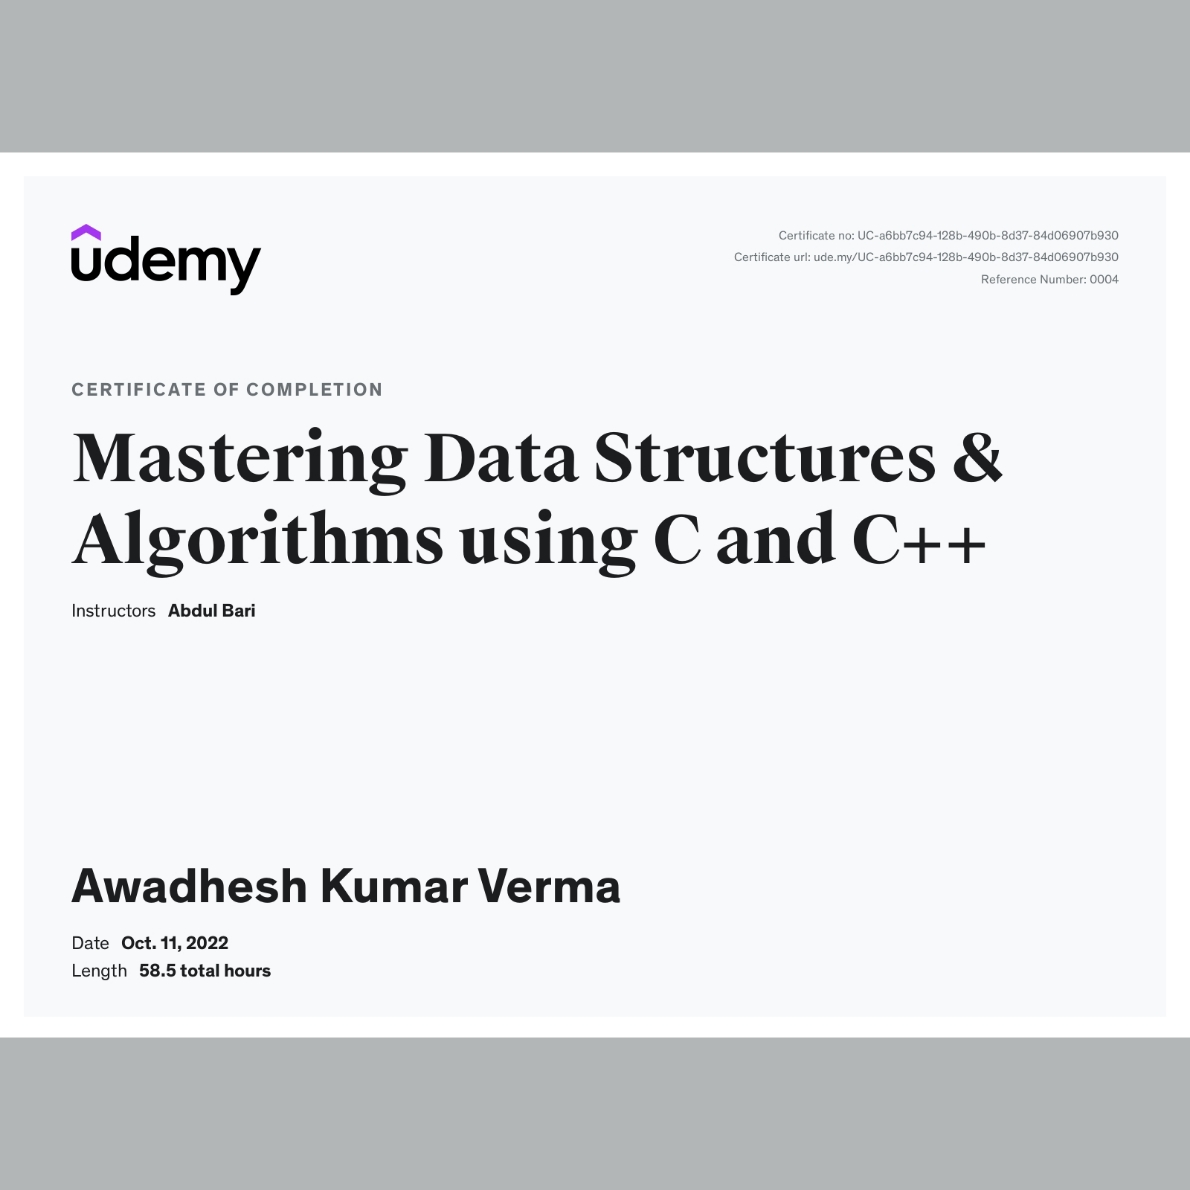 udemy
Certificate no: UC-a6bb7c94-128b-490b-8d37-84d06907b930
Certificate url: ude.my/UC-a6bb7c94-128b-490b-8d37-84d06907b930
Reference Number: 0004
CERTIFICATE OF COMPLETION
Mastering Data Structures &
Algorithms using C and C++
Instructors Abdul Bari
Awadhesh Kumar Verma
Date Oct. 11, 2022
Length 58.5 total hours